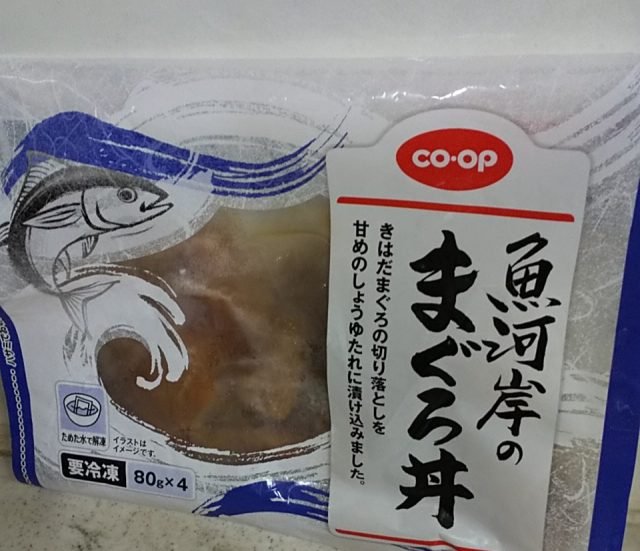 CO·OP
魚河岸の
まぐろ丼
きはだまぐろの切り落としを
甘めのしょうゆたれに漬け込みました。
ためた水で解凍
イラストは
イメージです。
要冷凍
80g×4